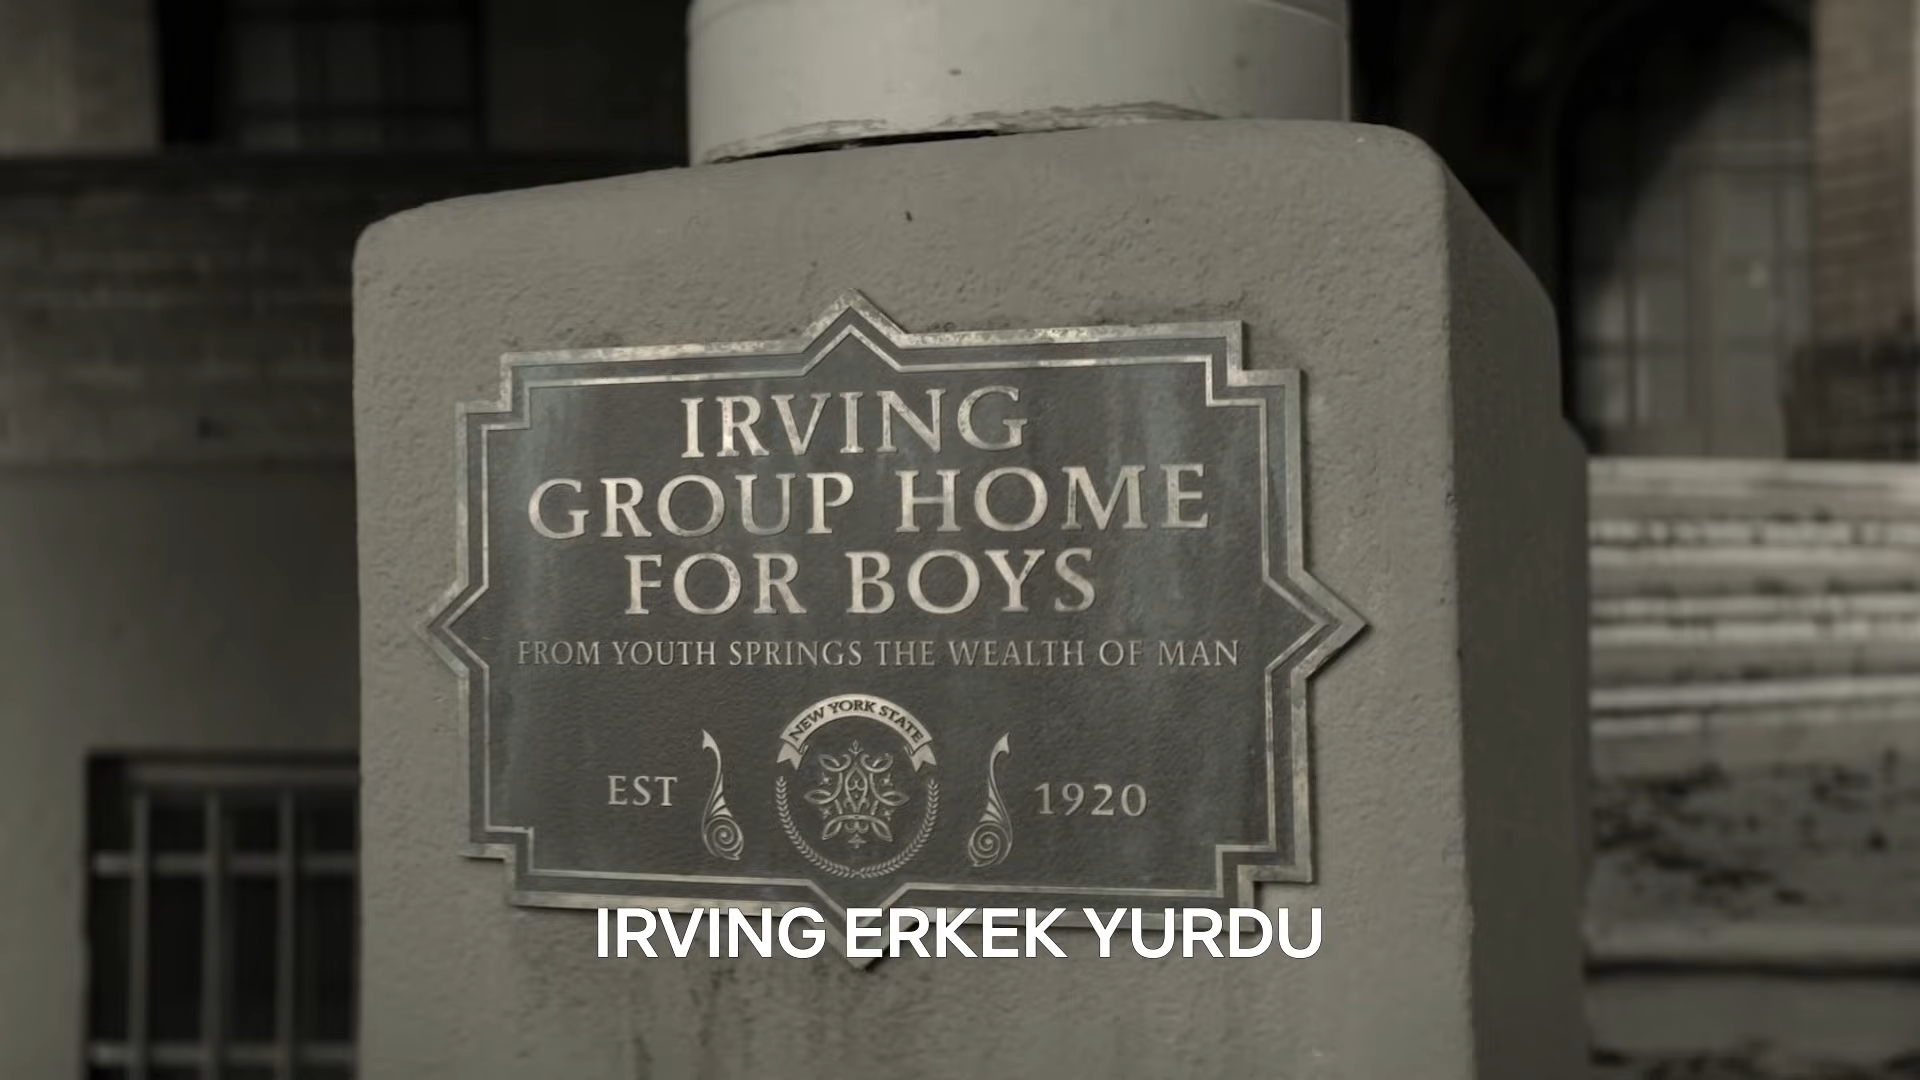 IRVING
GROUP HOME
FOR BOYS
FROM YOUTH SPRINGS THE WEALTH OF MAN
NEW YORK STATE
EST 1920
IRVING ERKEK YURDU